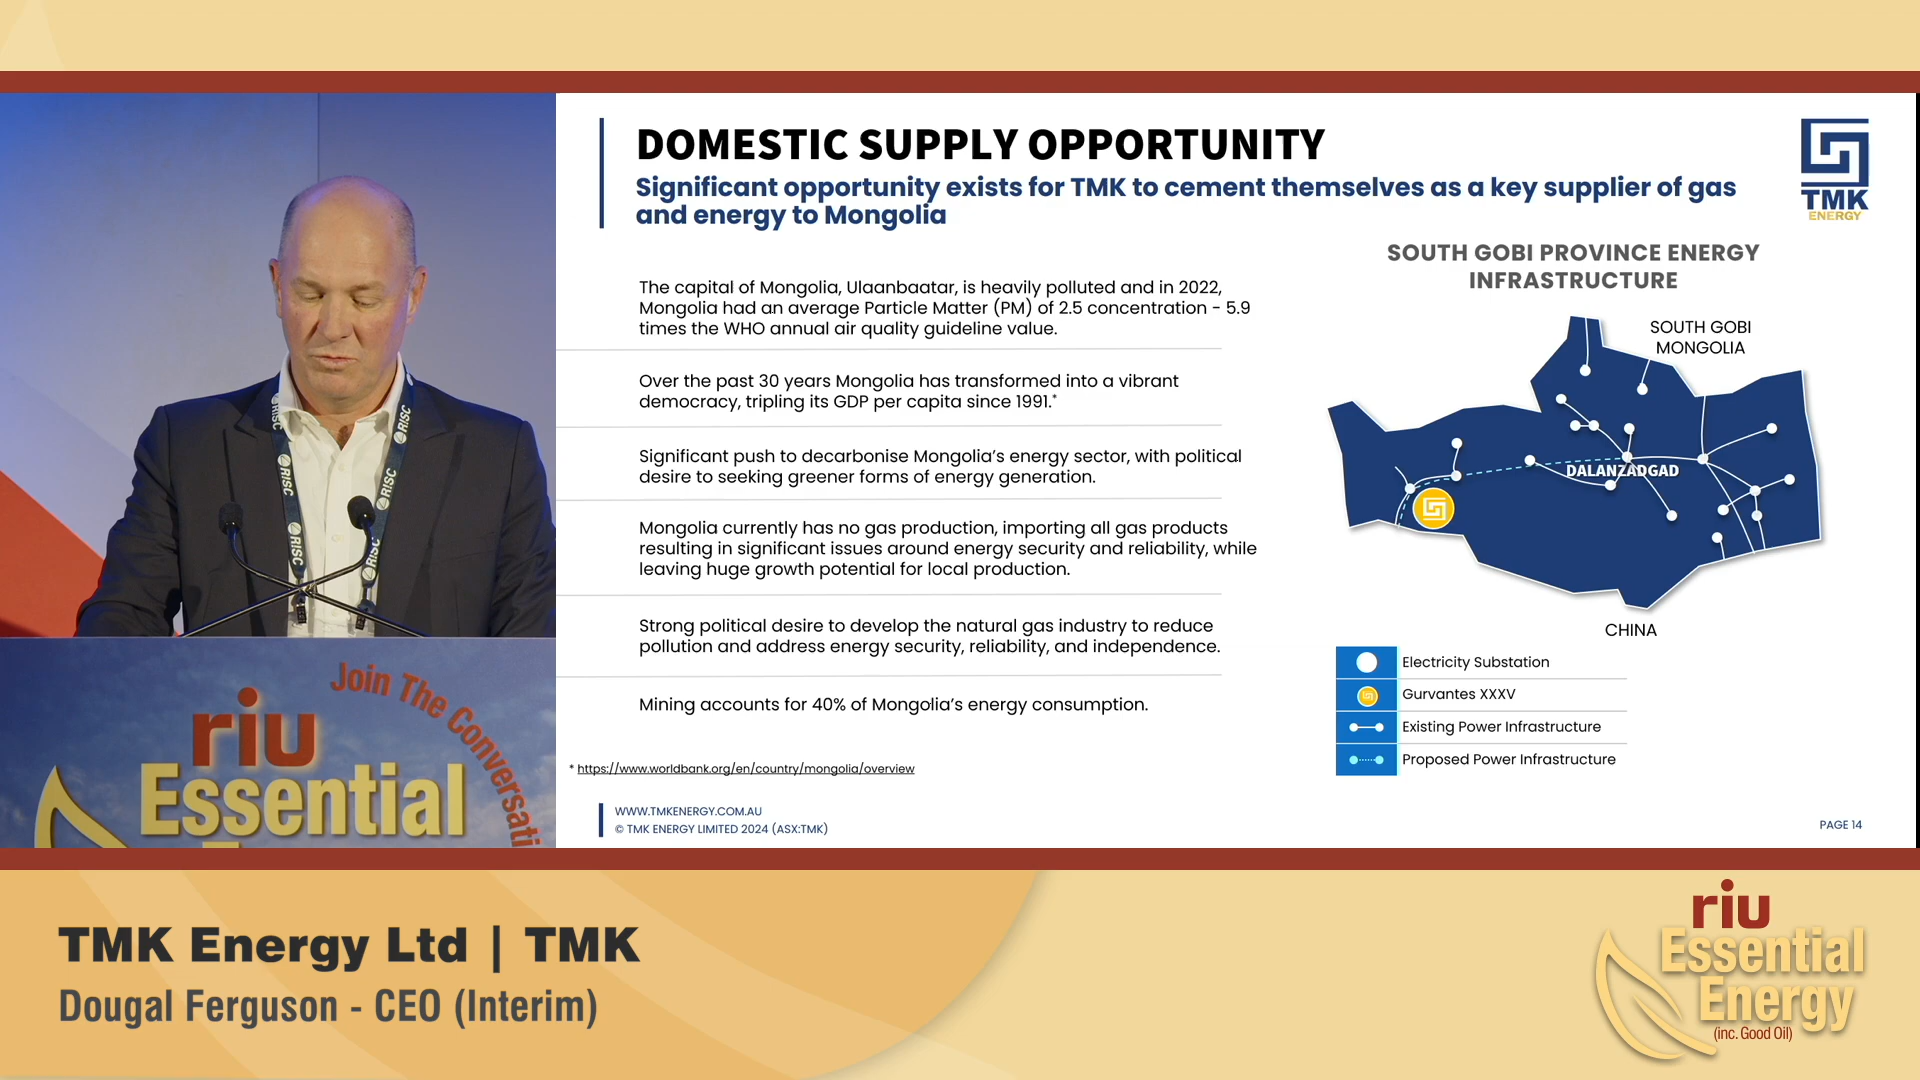 DOMESTIC SUPPLY OPPORTUNITY
Significant opportunity exists for TMK to cement themselves as a key supplier of gas
and energy to Mongolia
TMK
ENERGY
The capital of Mongolia, Ulaanbaatar, is heavily polluted and in 2022,
Mongolia had an average Particle Matter (PM) of 2.5 concentration - 5.9
times the WHO annual air quality guideline value.
Over the past 30 years Mongolia has transformed into a vibrant
democracy, tripling its GDP per capita since 1991.*
Significant push to decarbonise Mongolia's energy sector, with political
desire to seeking greener forms of energy generation.
Mongolia currently has no gas production, importing all gas products
resulting in significant issues around energy security and reliability, while
leaving huge growth potential for local production.
Strong political desire to develop the natural gas industry to reduce
pollution and address energy security, reliability, and independence.
Mining accounts for 40% of Mongolia's energy consumption.
* https://www.worldbank.org/en/country/mongolia/overview
SOUTH GOBI PROVINCE ENERGY
INFRASTRUCTURE
SOUTH GOBI
MONGOLIA
DALANZADGAD
CHINA
Electricity Substation
Gurvantes XXXV
Existing Power Infrastructure
Proposed Power Infrastructure
WWW.TMKENERGY.COM.AU
© TMK ENERGY LIMITED 2024 (ASX:TMK)
PAGE 14
RISC
RISC
RISC
RISC
RISC
RISC
Join The Conversati
riu
Essential
TMK Energy Ltd | TMK
Dougal Ferguson - CEO (Interim)
riu
Essential
Energy
(inc. Good Oil)